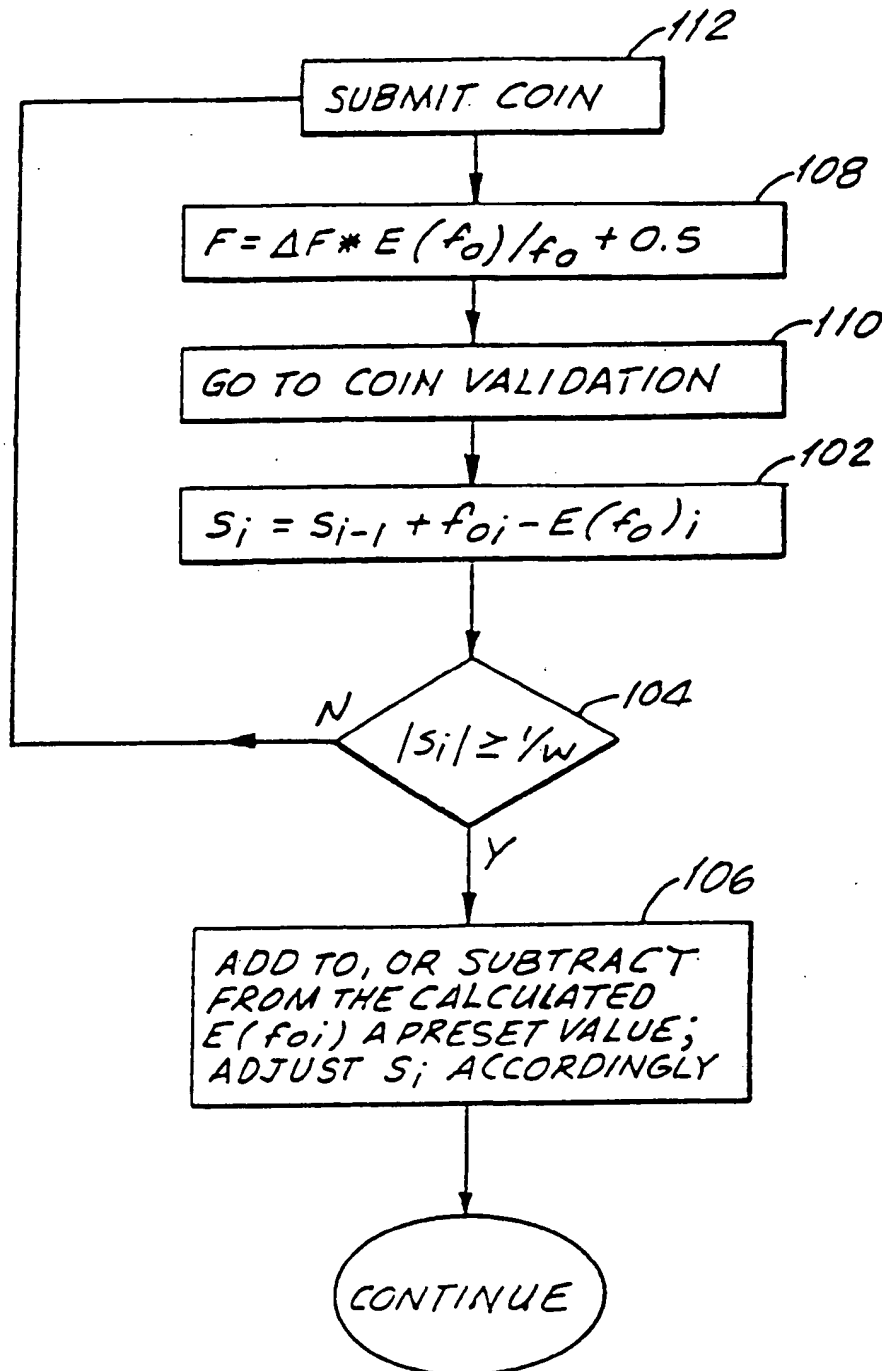 112
SUBMIT COIN
108
F = ΔF * E(f₀)/f₀ + 0.5
110
GO TO COIN VALIDATION
102
Sᵢ = Sᵢ₋₁ + f₀ᵢ - E(f₀)ᵢ
104
N
|Sᵢ| ≥ 1/w
Y
106
ADD TO, OR SUBTRACT
FROM THE CALCULATED
E(f₀ᵢ) A PRESET VALUE;
ADJUST Sᵢ ACCORDINGLY
CONTINUE